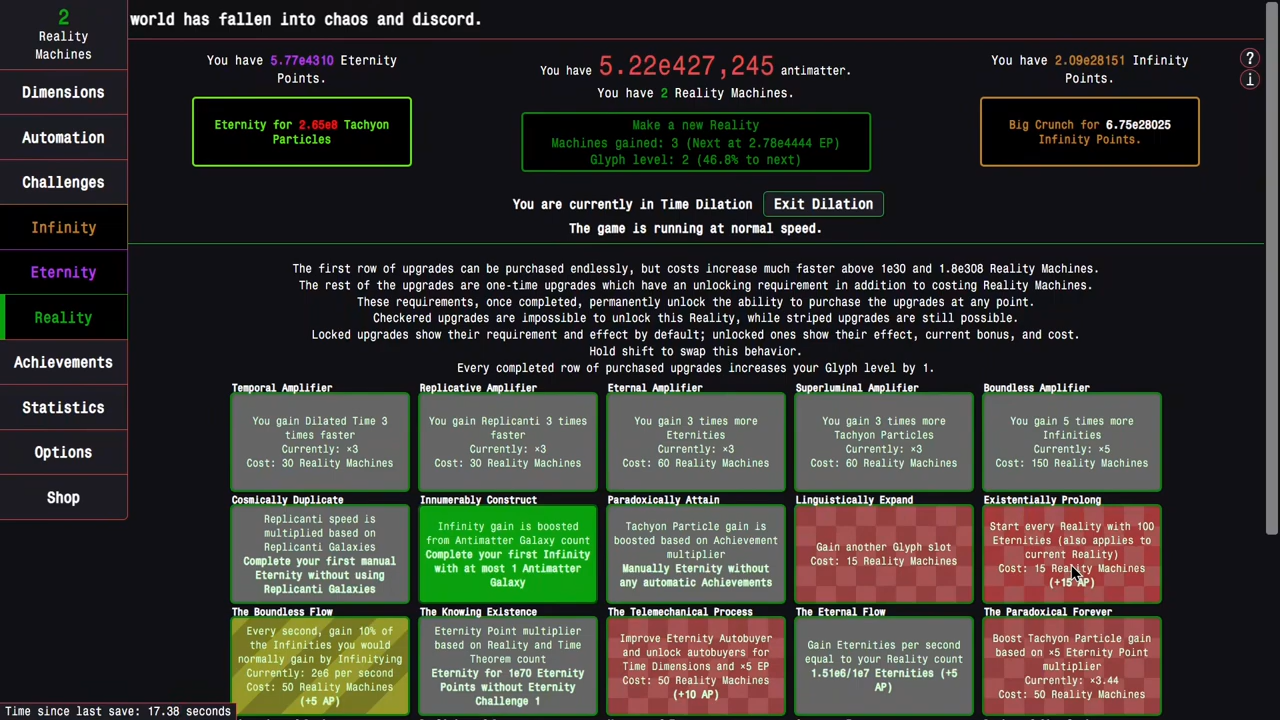 2
Reality
Machines
world has fallen into chaos and discord.
You have 5.77e4310 Eternity
Points.
Eternity for 2.65e8 Tachyon
Particles
You have 5.22e427,245 antimatter.
You have 2 Reality Machines.
Make a new Reality
Machines gained: 3 (Next at 2.78e4444 EP)
Glyph level: 2 (46.8% to next)
You have 2.09e28151 Infinity
Points.
Big Crunch for 6.75e28025
Infinity Points.
?
i
You are currently in Time Dilation
Exit Dilation
The game is running at normal speed.
Dimensions
Automation
Challenges
Infinity
Eternity
Reality
Achievements
Statistics
Options
Shop
The first row of upgrades can be purchased endlessly, but costs increase much faster above 1e30 and 1.8e308 Reality Machines.
The rest of the upgrades are one-time upgrades which have an unlocking requirement in addition to costing Reality Machines.
These requirements, once completed, permanently unlock the ability to purchase the upgrades at any point.
Checkered upgrades are impossible to unlock this Reality, while striped upgrades are still possible.
Locked upgrades show their requirement and effect by default; unlocked ones show their effect, current bonus, and cost.
Hold shift to swap this behavior.
Every completed row of purchased upgrades increases your Glyph level by 1.
Temporal Amplifier
You gain Dilated Time 3
times faster
Currently: ×3
Cost: 30 Reality Machines
Replicative Amplifier
You gain Replicanti 3 times
faster
Currently: ×3
Cost: 30 Reality Machines
Eternal Amplifier
You gain 3 times more
Eternities
Currently: ×3
Cost: 60 Reality Machines
Superluminal Amplifier
You gain 3 times more
Tachyon Particles
Currently: ×3
Cost: 60 Reality Machines
Boundless Amplifier
You gain 5 times more
Infinities
Currently: ×5
Cost: 150 Reality Machines
Cosmically Duplicate
Replicanti speed is
multiplied based on
Replicanti Galaxies
Complete your first manual
Eternity without using
Replicanti Galaxies
Innumerably Construct
Infinity gain is boosted
from Antimatter Galaxy count
Complete your first Infinity
with at most 1 Antimatter
Galaxy
Paradoxically Attain
Tachyon Particle gain is
boosted based on Achievement
multiplier
Manually Eternity without
any automatic Achievements
Linguistically Expand
Gain another Glyph slot
Cost: 15 Reality Machines
Existentially Prolong
Start every Reality with 100
Eternities (also applies to
current Reality)
Cost: 15 Reality Machines
(+15 AP)
The Boundless Flow
Every second, gain 10% of
the Infinities you would
normally gain by Infinitying
Currently: 2e6 per second
Cost: 50 Reality Machines
(+5 AP)
The Knowing Existence
Eternity Point multiplier
based on Reality and Time
Theorem count
Eternity for 1e70 Eternity
Points without Eternity
Challenge 1
The Telemechanical Process
Improve Eternity Autobuyer
and unlock autobuyers for
Time Dimensions and ×5 EP
Cost: 50 Reality Machines
(+10 AP)
The Eternal Flow
Gain Eternities per second
equal to your Reality count
1.51e6/1e7 Eternities (+5
AP)
The Paradoxical Forever
Boost Tachyon Particle gain
based on ×5 Eternity Point
multiplier
Currently: ×3.44
Cost: 50 Reality Machines
Time since last save: 17.38 seconds